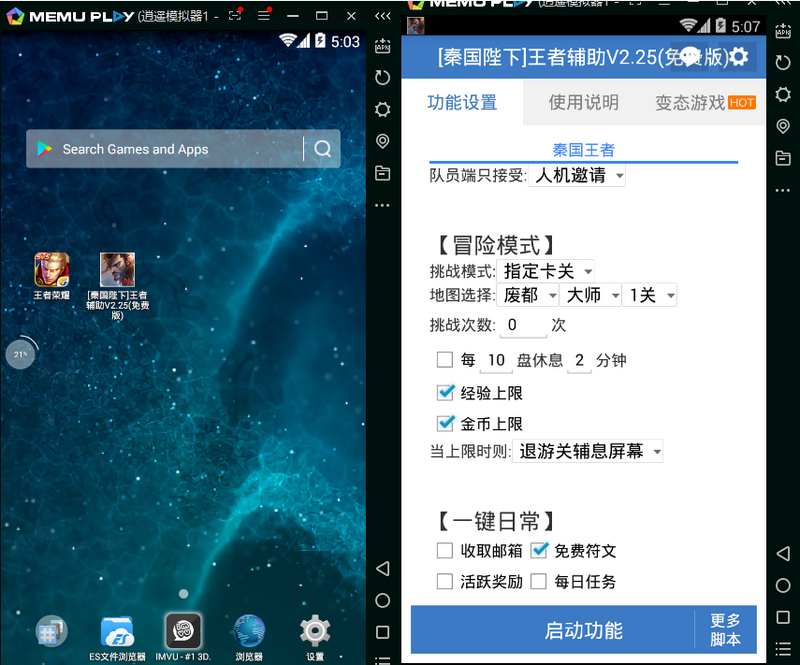 MEMU PLAY (逍遥模拟器1 -
5:03
Search Games and Apps
王者荣耀
[秦国陛下]王者
辅助V2.25(免费
版)
21%
ES文件浏览器
IMVU - #1 3D.
浏览器
设置
MEMU PLAY (逍遥模拟器1 -
5:07
[秦国陛下]王者辅助V2.25(免费版)
功能设置
使用说明
变态游戏 HOT
秦国王者
队员端只接受: 人机邀请
【冒险模式】
挑战模式: 指定卡关
地图选择: 废都 大师 1关
挑战次数: 0 次
每 10 盘休息 2 分钟
经验上限
金币上限
当上限时则: 退游关辅息屏幕
【一键日常】
收取邮箱 免费符文
活跃奖励 每日任务
启动功能
更多
脚本